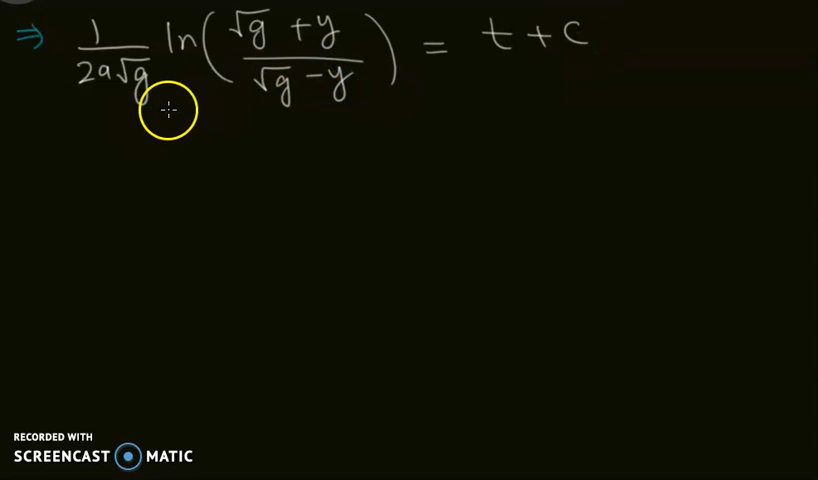 ⇒ 1/(2a√g) ln((√g + y)/(√g − y)) = t + c
RECORDED WITH
SCREENCAST MATIC